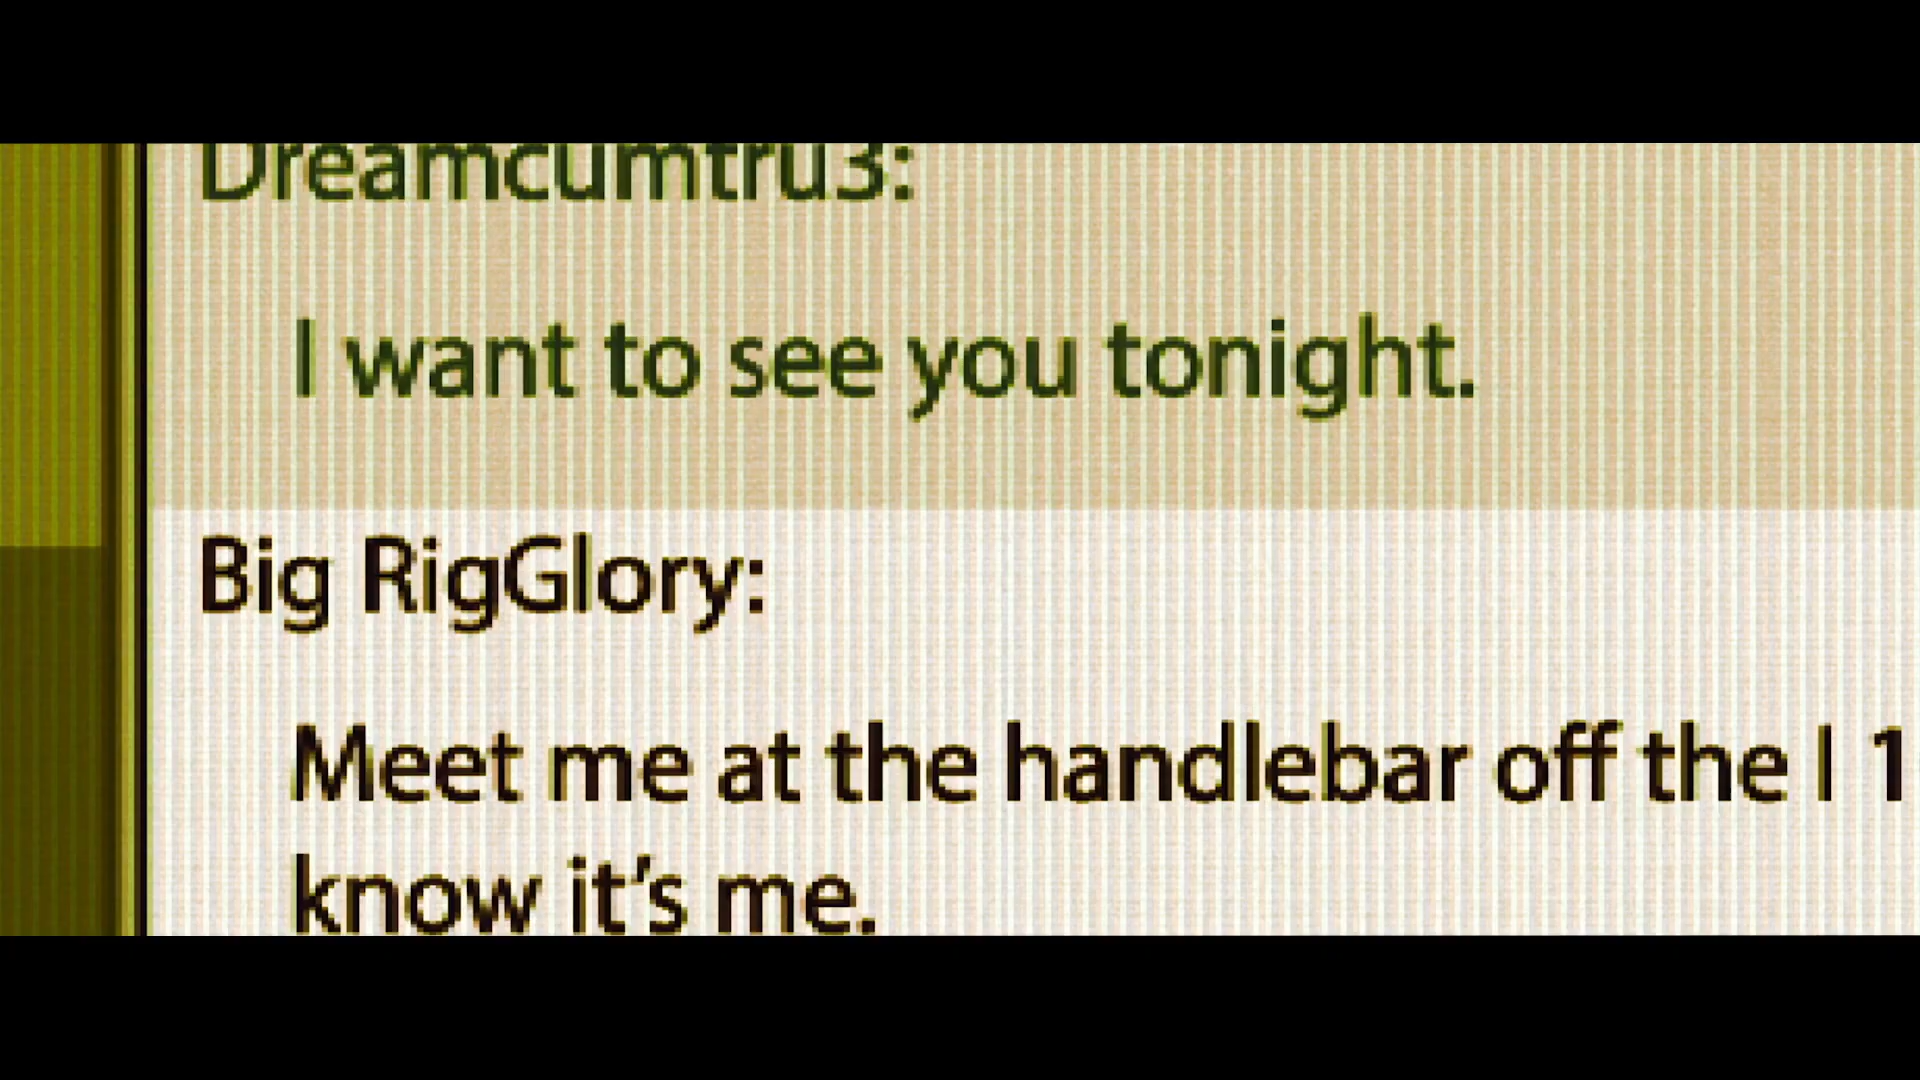 Dreamcumtru3:
I want to see you tonight.
Big RigGlory:
Meet me at the handlebar off the I 1
know it's me.